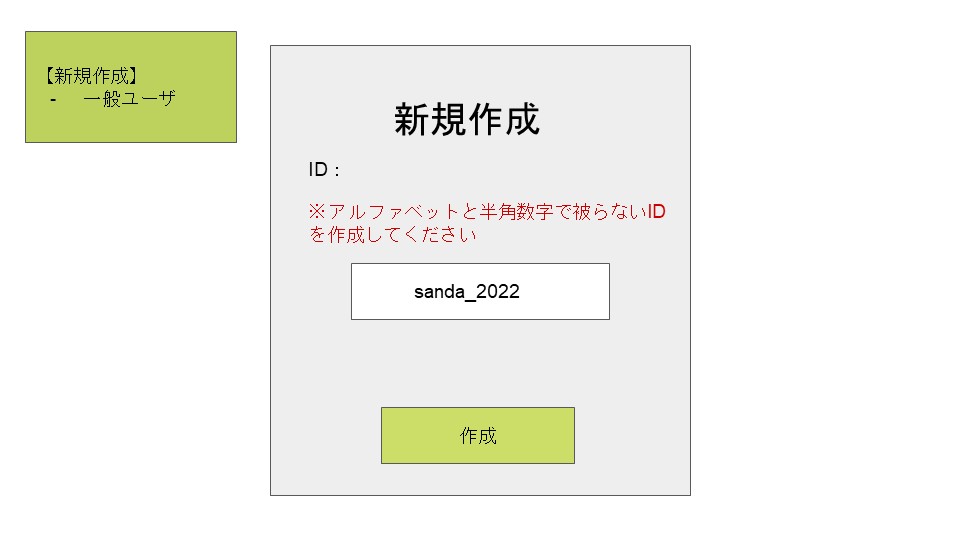 【新規作成】
- 一般ユーザ
新規作成
ID：
※アルファベットと半角数字で被らないID
を作成してください
sanda_2022
作成